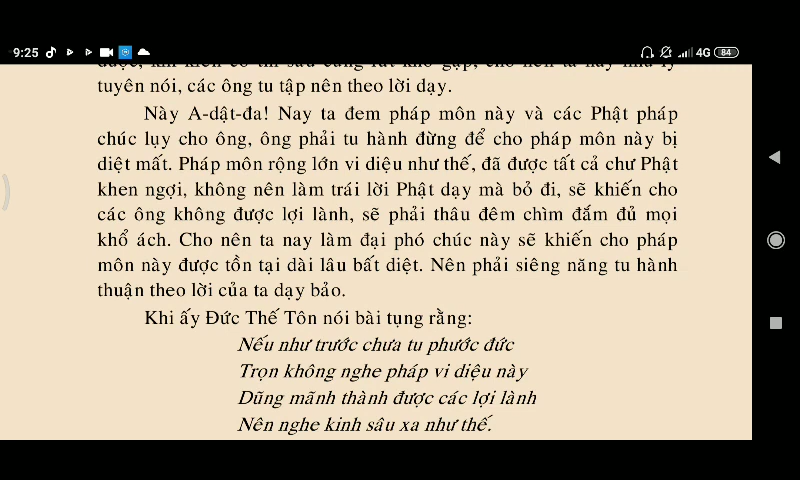 9:25
4G 84
tuyên nói, các ông tu tập nên theo lời dạy.
Này A-dật-đa! Nay ta đem pháp môn này và các Phật pháp
chúc lụy cho ông, ông phải tu hành đừng để cho pháp môn này bị
diệt mất. Pháp môn rộng lớn vi diệu như thế, đã được tất cả chư Phật
khen ngợi, không nên làm trái lời Phật dạy mà bỏ đi, sẽ khiến cho
các ông không được lợi lành, sẽ phải thâu đêm chìm đắm đủ mọi
khổ ách. Cho nên ta nay làm đại phó chúc này sẽ khiến cho pháp
môn này được tồn tại dài lâu bất diệt. Nên phải siêng năng tu hành
thuận theo lời của ta dạy bảo.
Khi ấy Đức Thế Tôn nói bài tụng rằng:
Nếu như trước chưa tu phước đức
Trọn không nghe pháp vi diệu này
Dũng mãnh thành được các lợi lành
Nên nghe kinh sâu xa như thế.